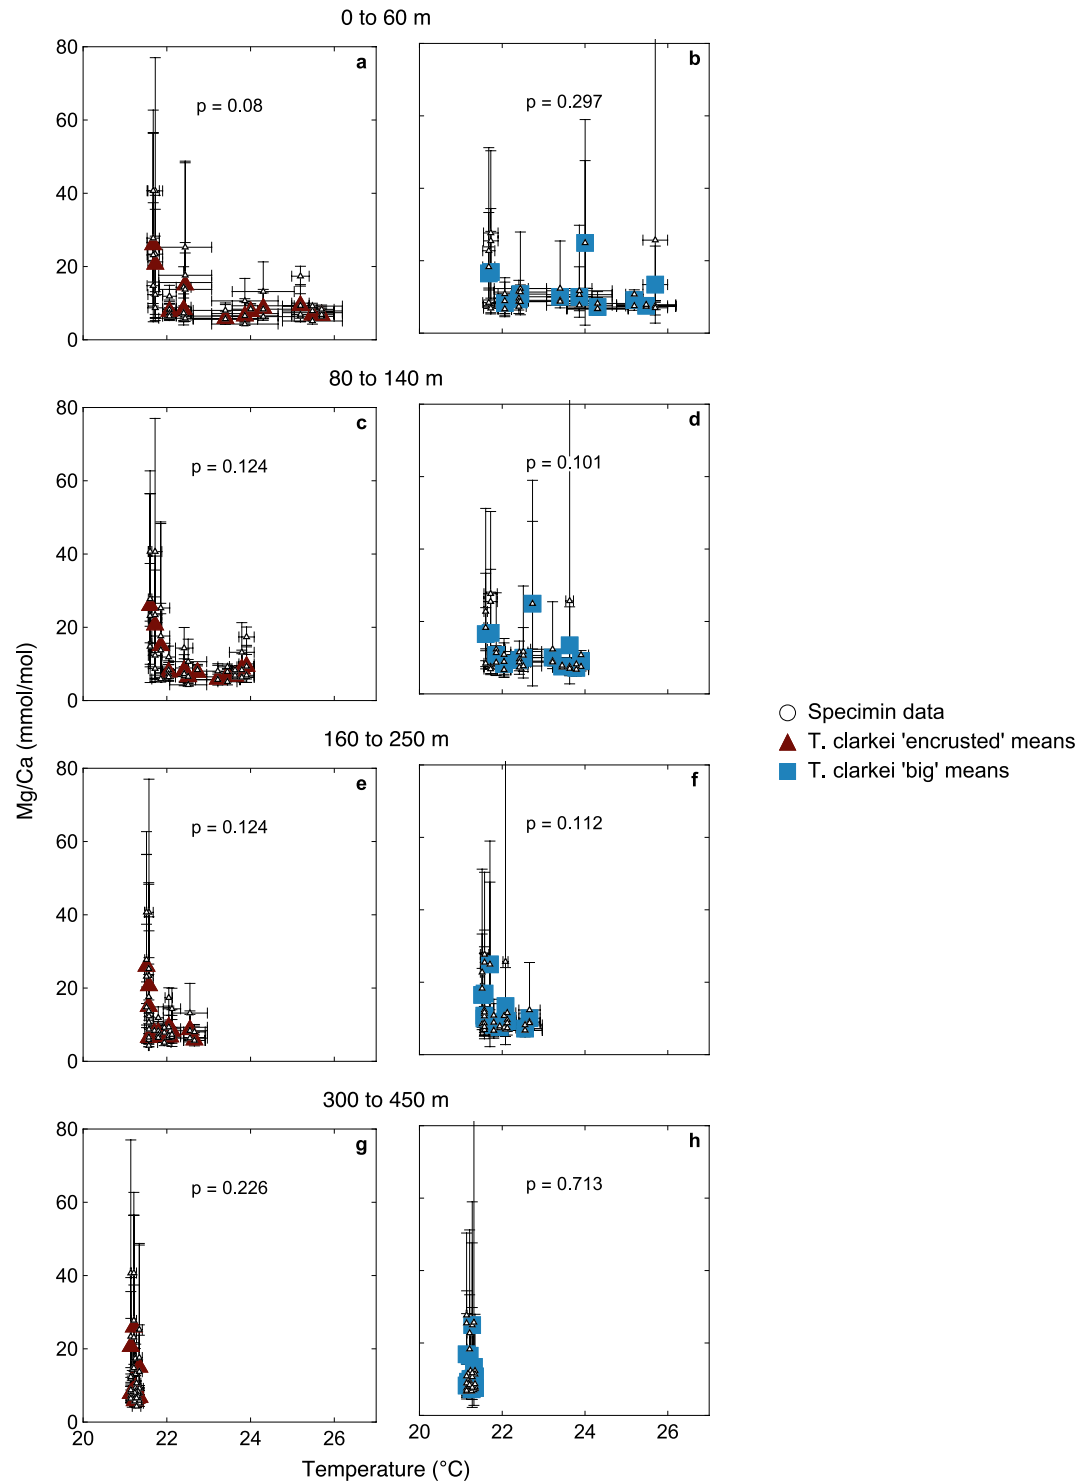 0 to 60 m
80
60
40
20
0
a
p = 0.08
b
p = 0.297
80 to 140 m
80
60
40
20
0
c
p = 0.124
d
p = 0.101
Mg/Ca (mmol/mol)
Specimin data
T. clarkei 'encrusted' means
T. clarkei 'big' means
160 to 250 m
80
60
40
20
0
e
p = 0.124
f
p = 0.112
300 to 450 m
80
60
40
20
0
g
p = 0.226
h
p = 0.713
20 22 24 26 20 22 24 26
Temperature (°C)